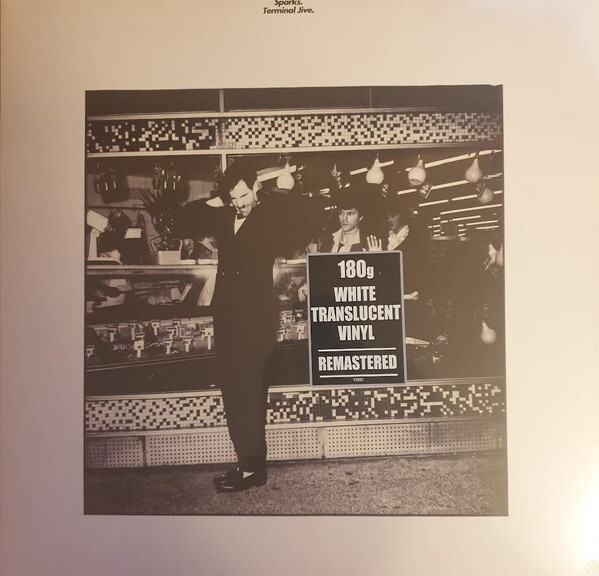 Sparks.
Terminal Jive.
180g
WHITE
TRANSLUCENT
VINYL
REMASTERED